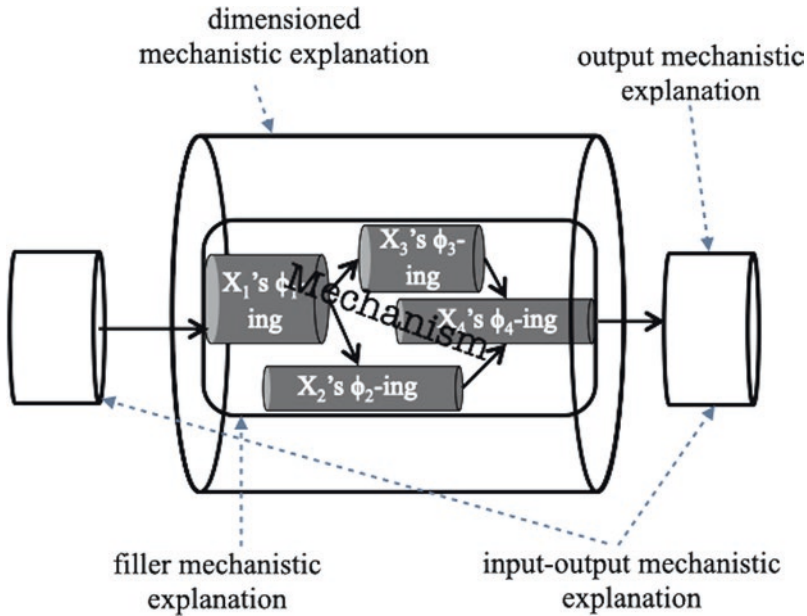 dimensioned
mechanistic explanation
output mechanistic
explanation
X₁'s ϕ₁-
ing
X₃'s ϕ₃-
ing
Mechanism
X₄'s ϕ₄-ing
X₂'s ϕ₂-ing
filler mechanistic
explanation
input-output mechanistic
explanation